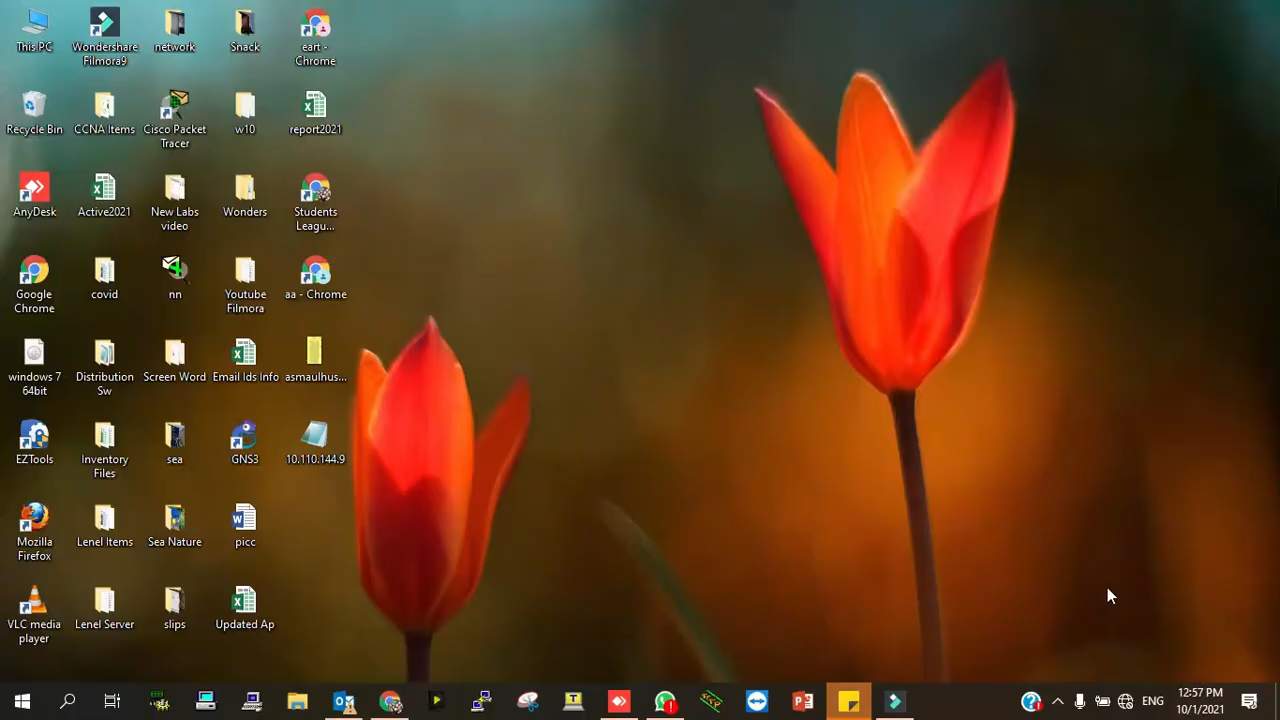 This PC
Wondershare
Filmora9
network
Snack
eart -
Chrome
Recycle Bin
CCNA Items
Cisco Packet
Tracer
w10
report2021
AnyDesk
Active2021
New Labs
video
Wonders
Students
Leagu...
Google
Chrome
covid
nn
Youtube
Filmora
aa - Chrome
windows 7
64bit
Distribution
Sw
Screen Word
Email Ids Info
asmaulhus...
EZTools
Inventory
Files
sea
GNS3
10.110.144.9
Mozilla
Firefox
Lenel Items
Sea Nature
picc
VLC media
player
Lenel Server
slips
Updated Ap
ENG
12:57 PM
10/1/2021